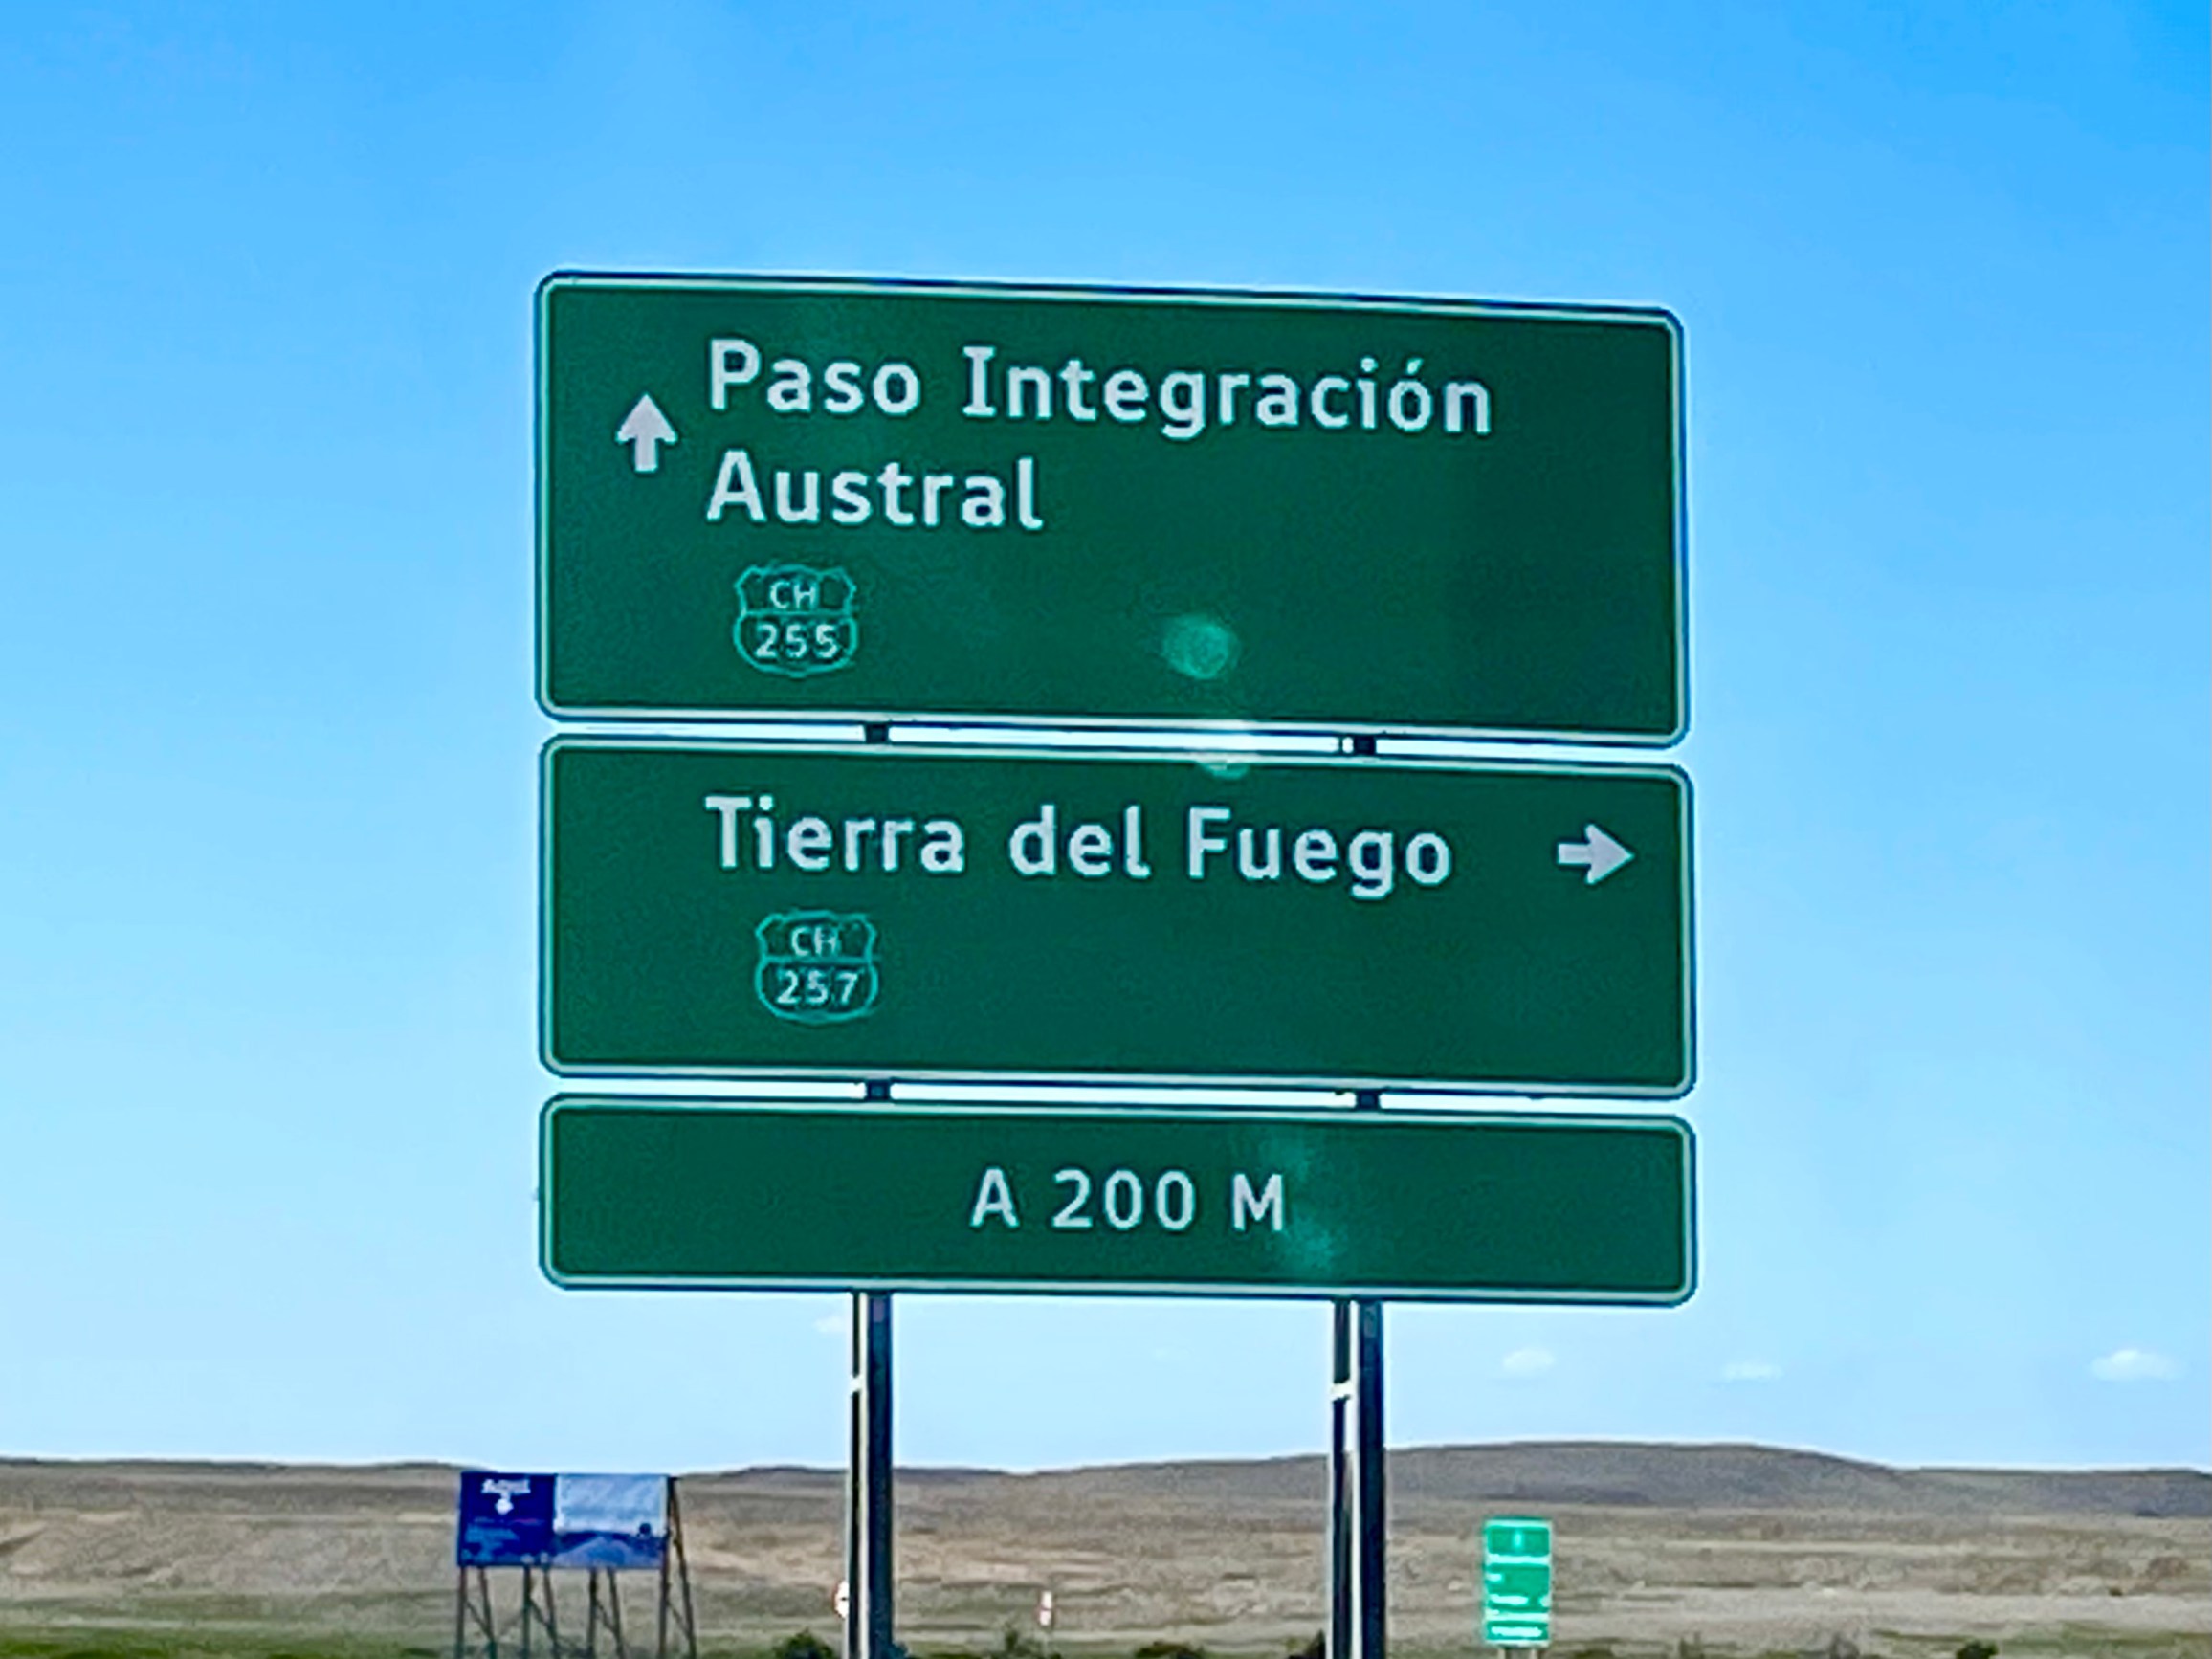 Paso Integración
Austral
CH
255
Tierra del Fuego
CH
257
A 200 M